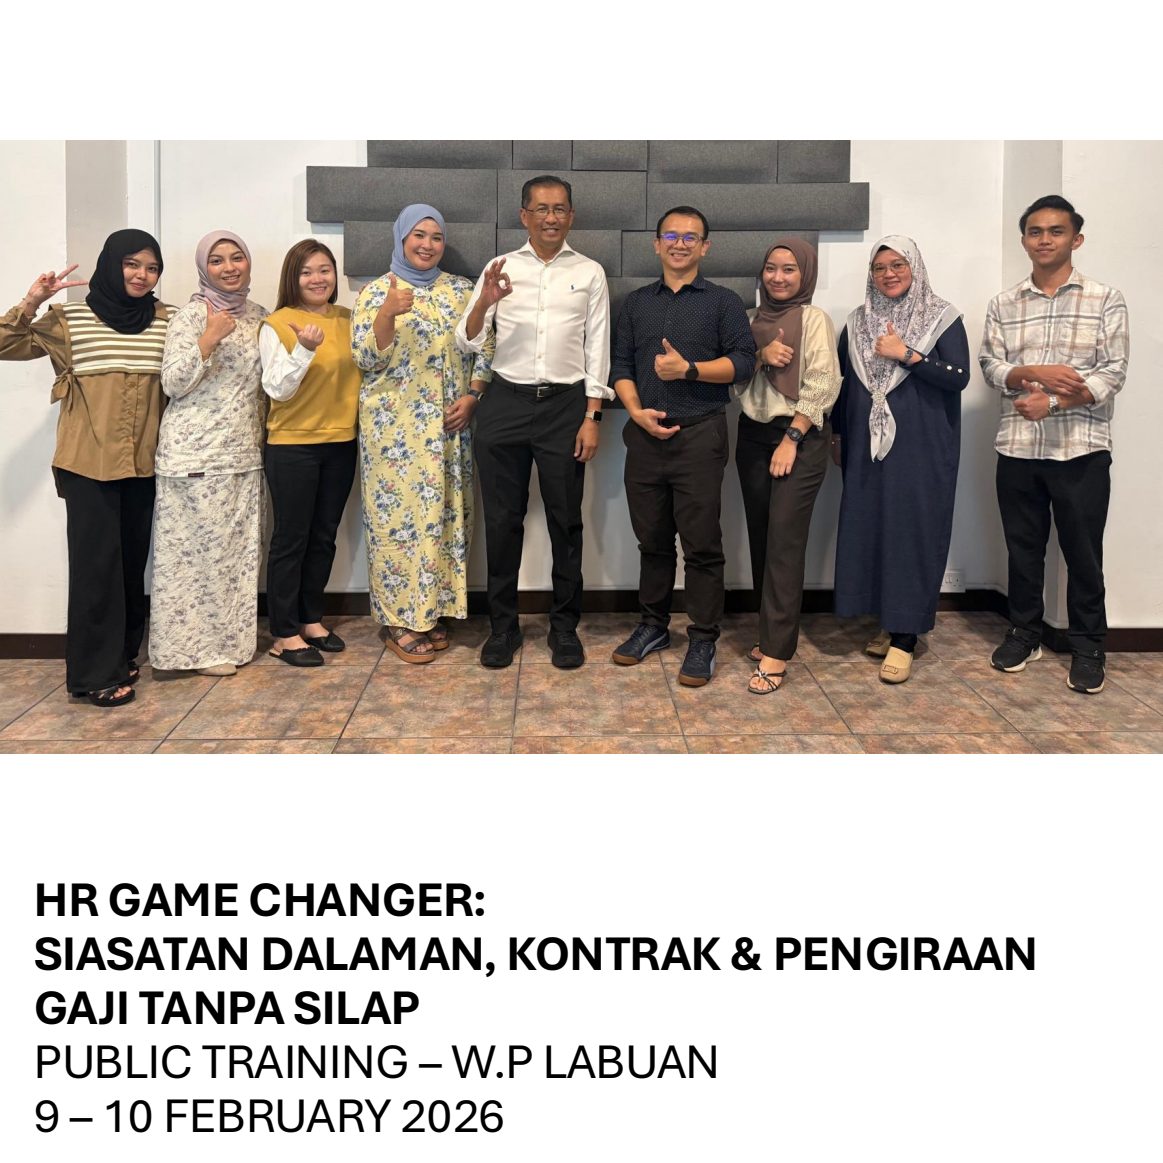 HR GAME CHANGER:
SIASATAN DALAMAN, KONTRAK & PENGIRAAN
GAJI TANPA SILAP
PUBLIC TRAINING – W.P LABUAN
9 – 10 FEBRUARY 2026